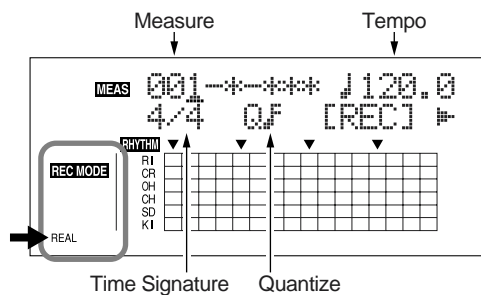 Measure Tempo
MEAS 001-*-*** ♩120.0
4/4 Q♪ [REC]
RHYTHM
RI
REC MODE CR
OH
CH
SD
REAL KI
Time Signature Quantize